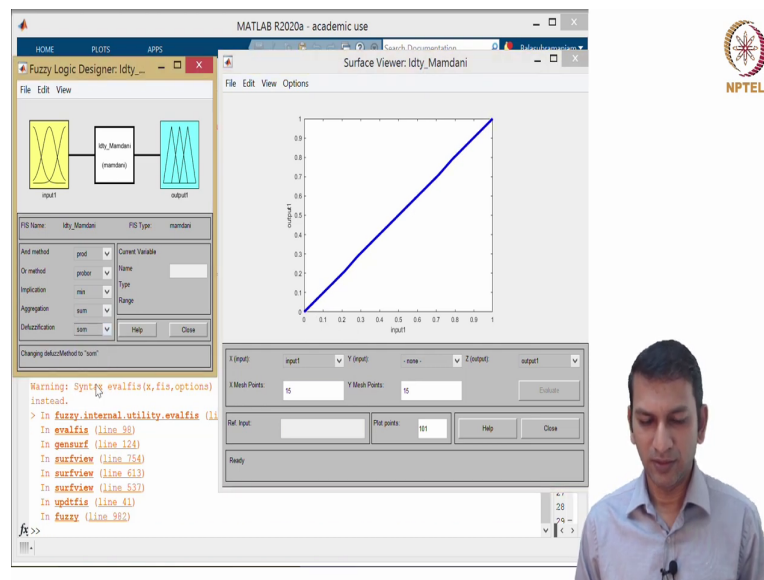 MATLAB R2020a - academic use
HOME PLOTS APPS
Search Documentation
Balasubramaniam
Fuzzy Logic Designer: Idty_...
File Edit View
input1
Idty_Mamdani
(mamdani)
output1
FIS Name: Idty_Mamdani FIS Type: mamdani
And method prod
Or method probor
Implication min
Aggregation sum
Defuzzification som
Current Variable
Name
Type
Range
Help Close
Changing defuzzMethod to "som"
Surface Viewer: Idty_Mamdani
File Edit View Options
1
0.9
0.8
0.7
0.6
0.5
0.4
0.3
0.2
0.1
0
output1
0 0.1 0.2 0.3 0.4 0.5 0.6 0.7 0.8 0.9 1
input1
X (input): input1 Y (input): - none - Z (output): output1
X Mesh Points: 15 Y Mesh Points: 15 Evaluate
Ref. Input: Plot points: 101 Help Close
Ready
Warning: Syntax evalfis(x,fis,options)
instead.
> In fuzzy.internal.utility.evalfis (li
In evalfis (line 98)
In gensurf (line 124)
In surfview (line 754)
In surfview (line 613)
In surfview (line 537)
In updtfis (line 41)
In fuzzy (line 982)
fx >>
27
28
29
NPTEL